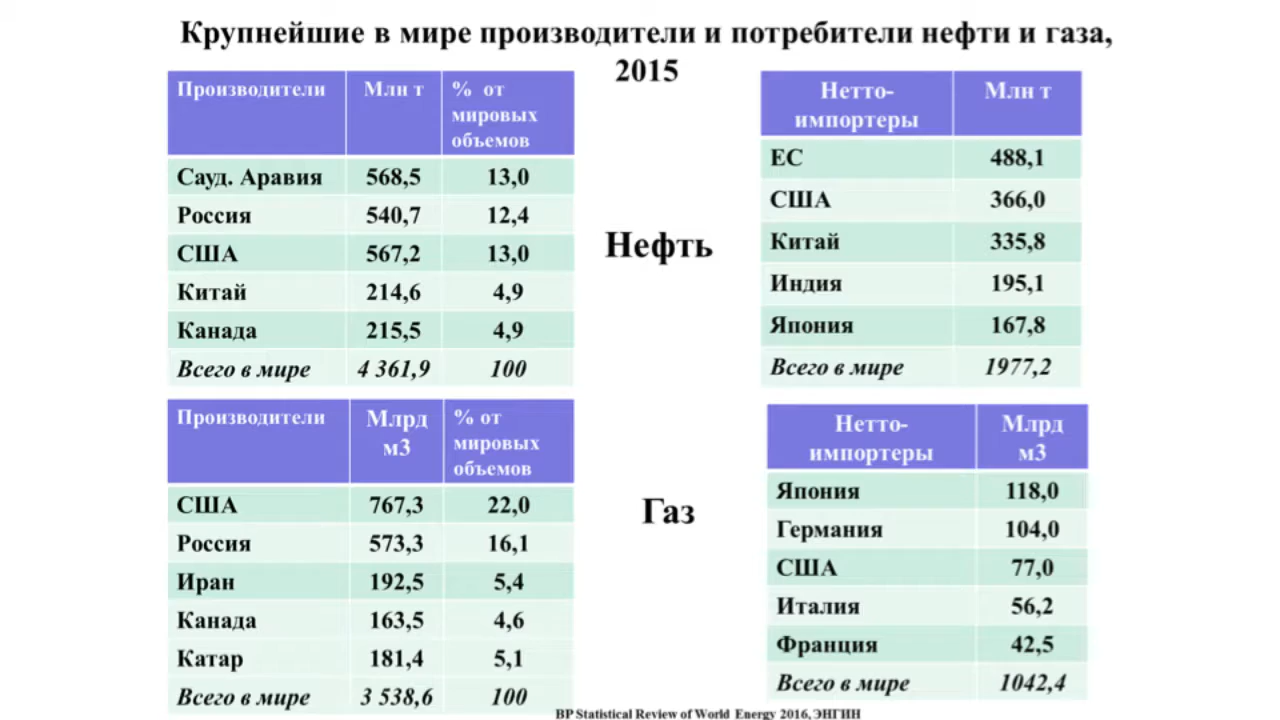 Крупнейшие в мире производители и потребители нефти и газа,
2015
Производители Млн т % от
мировых
объемов
Сауд. Аравия 568,5 13,0
Россия 540,7 12,4
США 567,2 13,0
Китай 214,6 4,9
Канада 215,5 4,9
Всего в мире 4 361,9 100
Нефть
Нетто-
импортеры Млн т
ЕС 488,1
США 366,0
Китай 335,8
Индия 195,1
Япония 167,8
Всего в мире 1977,2
Производители Млрд
м3 % от
мировых
объемов
США 767,3 22,0
Россия 573,3 16,1
Иран 192,5 5,4
Канада 163,5 4,6
Катар 181,4 5,1
Всего в мире 3 538,6 100
Газ
Нетто-
импортеры Млрд
м3
Япония 118,0
Германия 104,0
США 77,0
Италия 56,2
Франция 42,5
Всего в мире 1042,4
BP Statistical Review of World Energy 2016, ЭНГИН